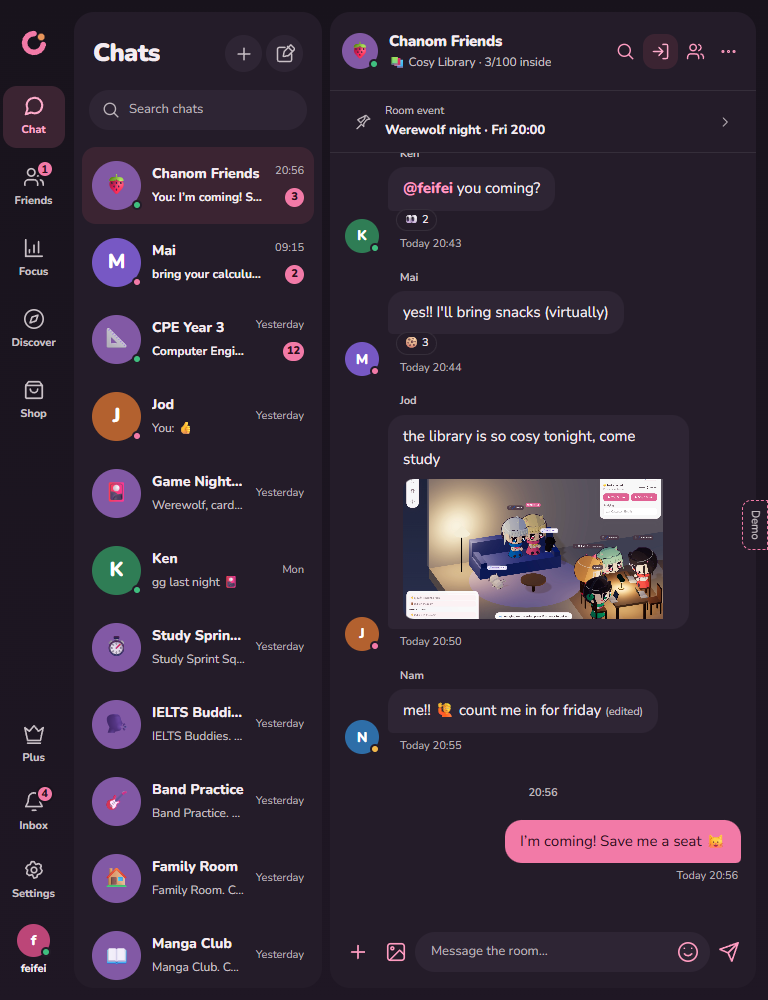 Chat
1
Friends
Focus
Discover
Shop
Plus
4
Inbox
Settings
f
feifei
Chats
Search chats
Chanom Friends
20:56
You: I'm coming! S...
3
M
Mai
09:15
bring your calculu...
2
CPE Year 3
Yesterday
Computer Engi...
12
J
Jod
Yesterday
You: 👍
Game Night...
Yesterday
Werewolf, card...
K
Ken
Mon
gg last night 🎴
Study Sprin...
Yesterday
Study Sprint Sq...
IELTS Buddi...
Yesterday
IELTS Buddies. ...
Band Practice
Yesterday
Band Practice. ...
Family Room
Yesterday
Family Room. C...
Manga Club
Yesterday
Manga Club. C...
Chanom Friends
📚 Cosy Library · 3/100 inside
Room event
Werewolf night · Fri 20:00
Ken
@feifei you coming?
👀 2
K
Today 20:43
Mai
yes!! I'll bring snacks (virtually)
🍪 3
M
Today 20:44
Jod
the library is so cosy tonight, come
study
J
Today 20:50
Nam
me!! 🙋 count me in for friday (edited)
N
Today 20:55
20:56
I'm coming! Save me a seat 😺
Today 20:56
Message the room...
Demo